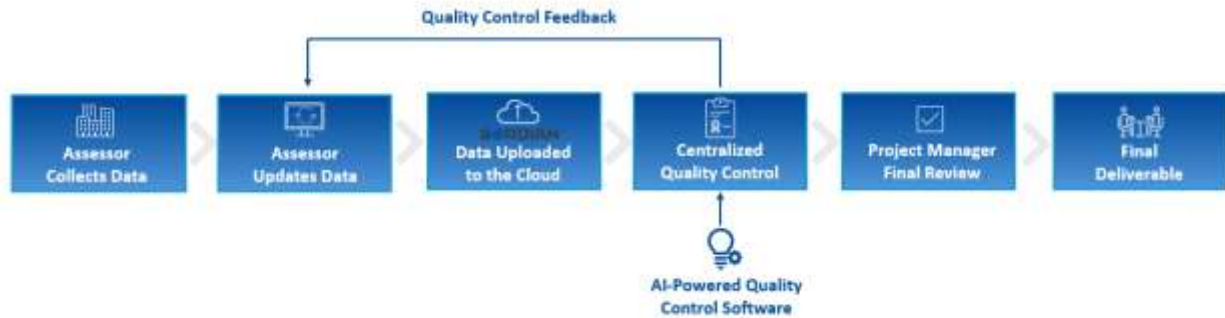 Quality Control Feedback
Assessor
Collects Data
Assessor
Updates Data
Data Uploaded
to the Cloud
Centralized
Quality Control
Project Manager
Final Review
Final
Deliverable
AI-Powered Quality
Control Software